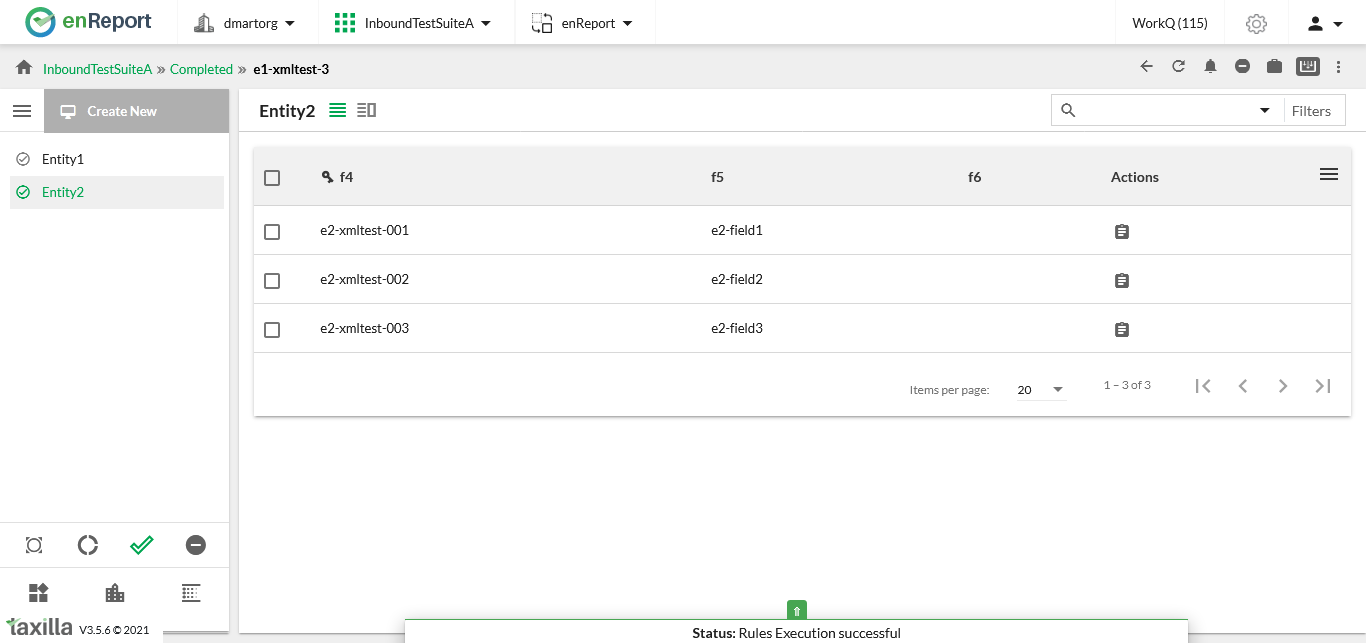 enReport dmartorg InboundTestSuiteA enReport WorkQ (115)
InboundTestSuiteA » Completed » e1-xmltest-3
Create New
Entity1
Entity2
Entity2 Filters
f4 f5 f6 Actions
e2-xmltest-001 e2-field1
e2-xmltest-002 e2-field2
e2-xmltest-003 e2-field3
Items per page: 20 1 – 3 of 3
taxilla V3.5.6 © 2021
Status: Rules Execution successful